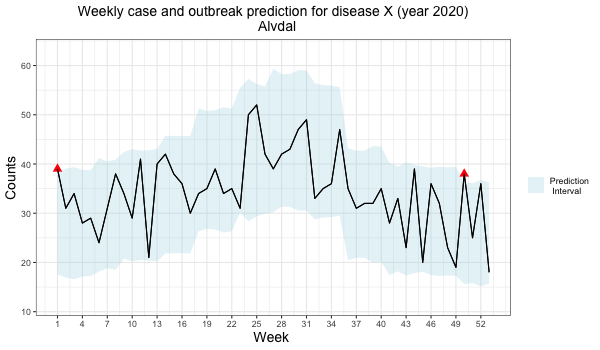 Weekly case and outbreak prediction for disease X (year 2020)
Alvdal
Counts
60
50
40
30
20
10
1 4 7 10 13 16 19 22 25 28 31 34 37 40 43 46 49 52
Week
Prediction
Interval